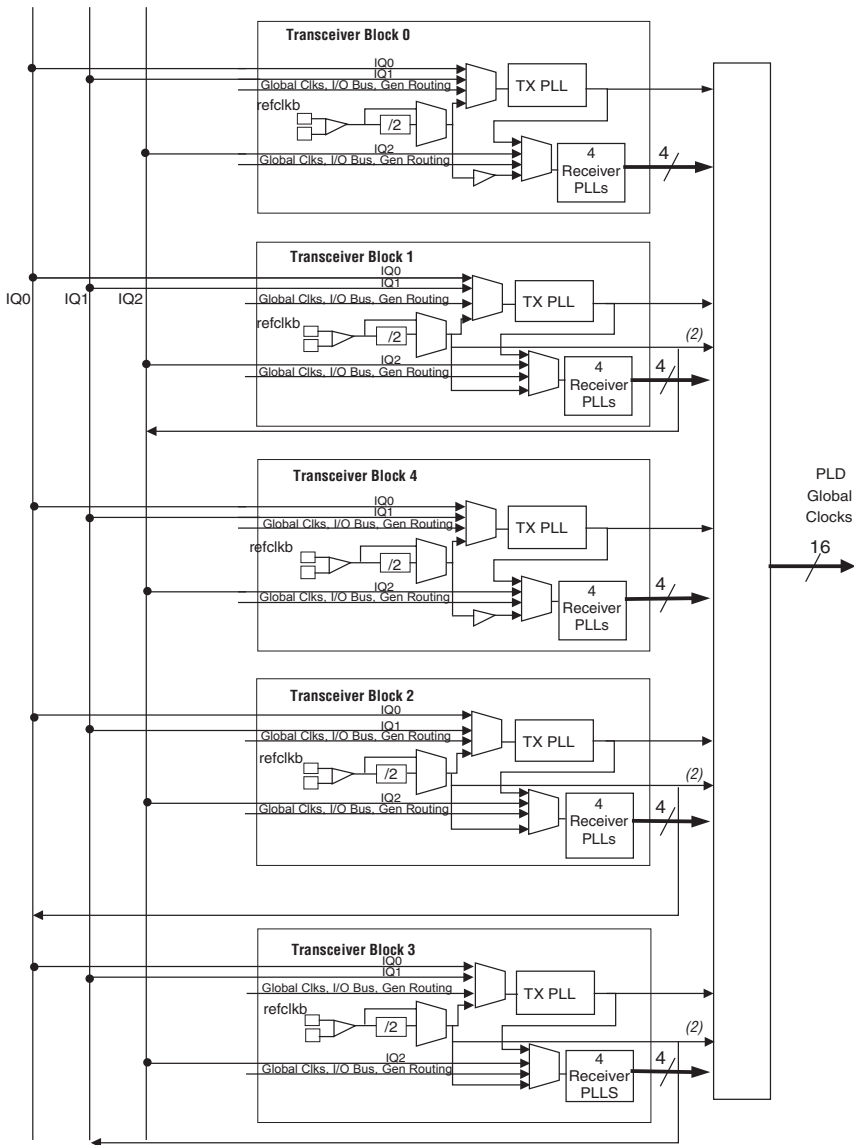 Transceiver Block 0
IQ0
IQ1
Global Clks, I/O Bus, Gen Routing
TX PLL
refclkb
/2
IQ2
Global Clks, I/O Bus, Gen Routing
4
Receiver
PLLs
4
Transceiver Block 1
IQ0
IQ1
IQ0
IQ1
IQ2
Global Clks, I/O Bus, Gen Routing
TX PLL
refclkb
/2
(2)
IQ2
Global Clks, I/O Bus, Gen Routing
4
Receiver
PLLs
4
Transceiver Block 4
IQ0
IQ1
Global Clks, I/O Bus, Gen Routing
TX PLL
refclkb
/2
IQ2
Global Clks, I/O Bus, Gen Routing
4
Receiver
PLLs
4
PLD
Global
Clocks
16
Transceiver Block 2
IQ0
IQ1
Global Clks, I/O Bus, Gen Routing
TX PLL
refclkb
/2
(2)
IQ2
Global Clks, I/O Bus, Gen Routing
4
Receiver
PLLs
4
Transceiver Block 3
IQ0
IQ1
Global Clks, I/O Bus, Gen Routing
TX PLL
refclkb
/2
(2)
IQ2
Global Clks, I/O Bus, Gen Routing
4
Receiver
PLLS
4